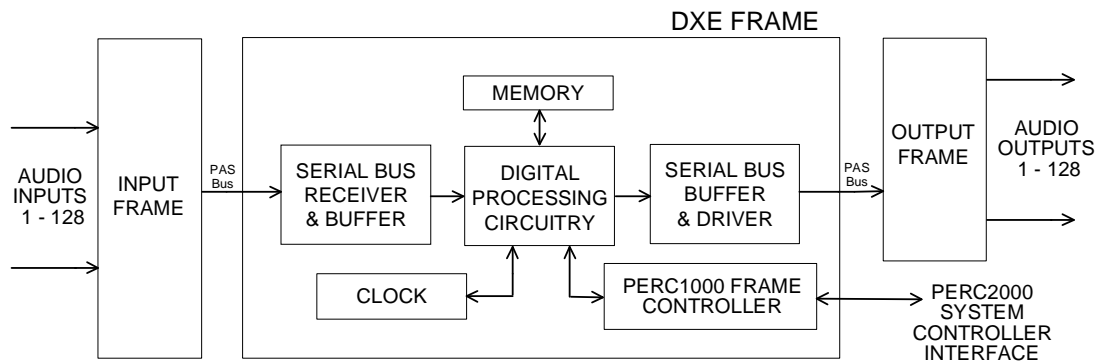 DXE FRAME
AUDIO
INPUTS
1 - 128
INPUT
FRAME
PAS
Bus
MEMORY
SERIAL BUS
RECEIVER
& BUFFER
DIGITAL
PROCESSING
CIRCUITRY
SERIAL BUS
BUFFER
& DRIVER
CLOCK
PERC1000 FRAME
CONTROLLER
PAS
Bus
OUTPUT
FRAME
AUDIO
OUTPUTS
1 - 128
PERC2000
SYSTEM
CONTROLLER
INTERFACE